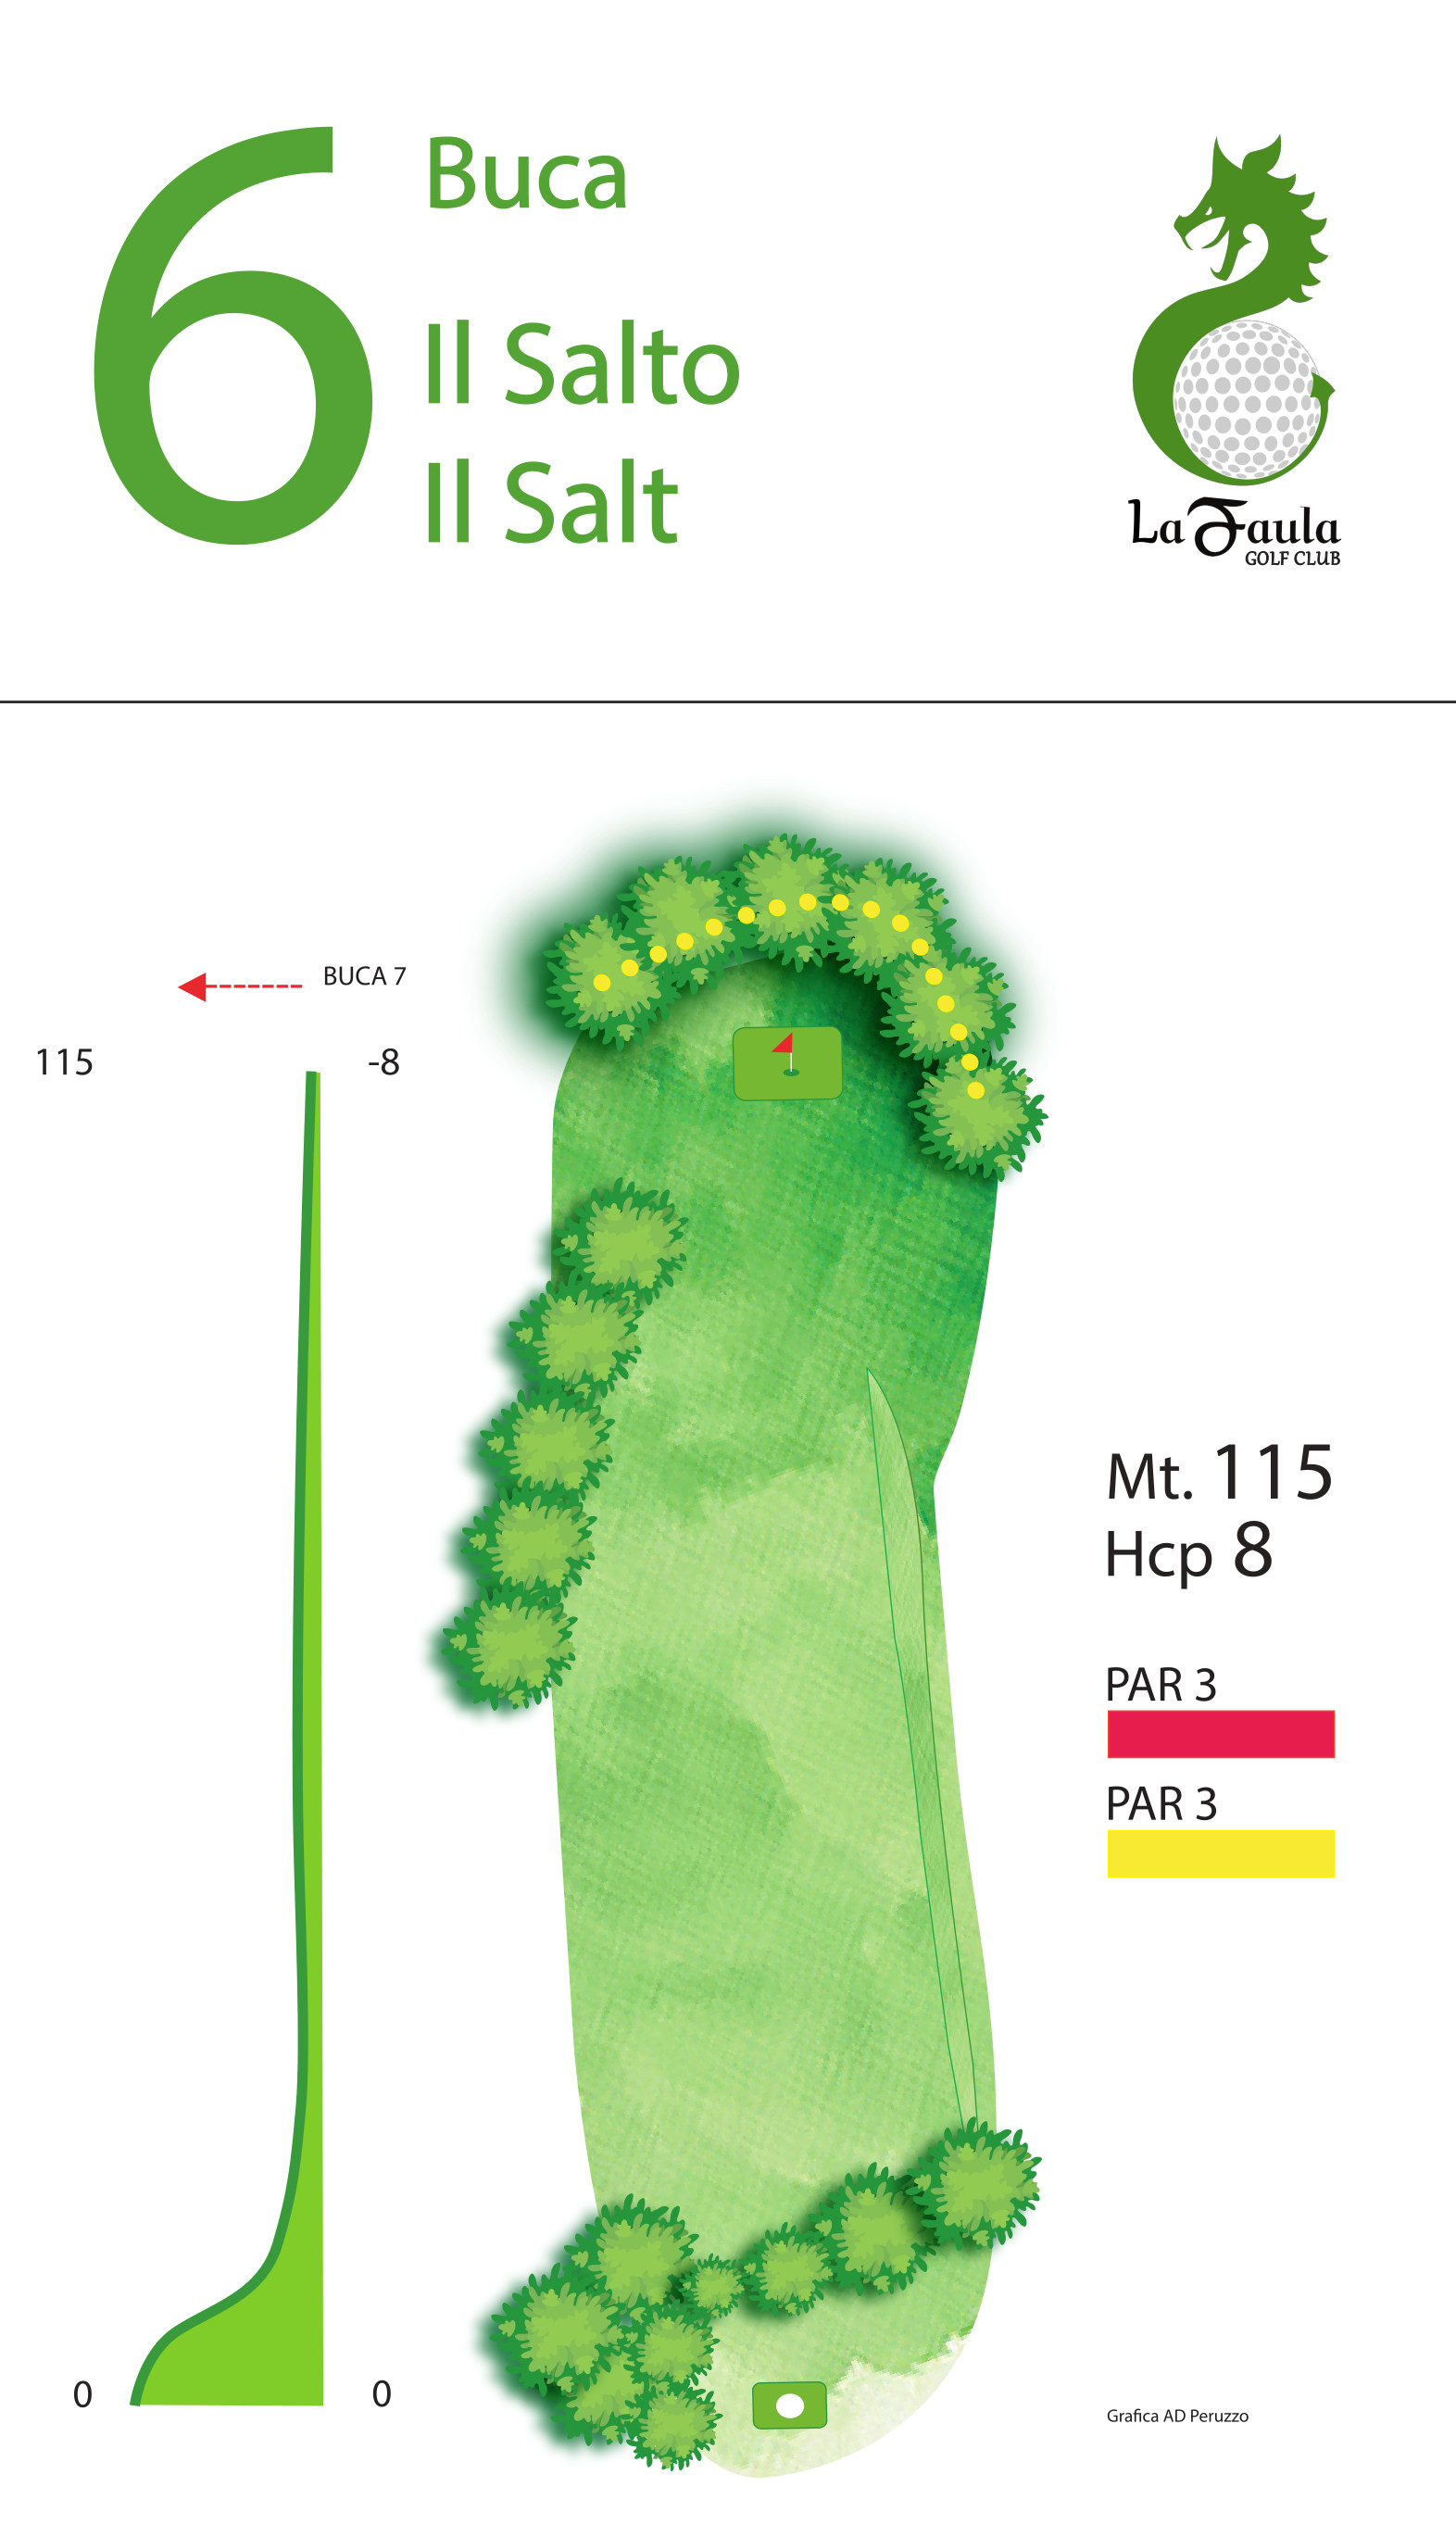 6
Buca
Il Salto
Il Salt
La Faula
GOLF CLUB
BUCA 7
115
-8
Mt. 115
Hcp 8
PAR 3
PAR 3
0
0
Grafica AD Peruzzo